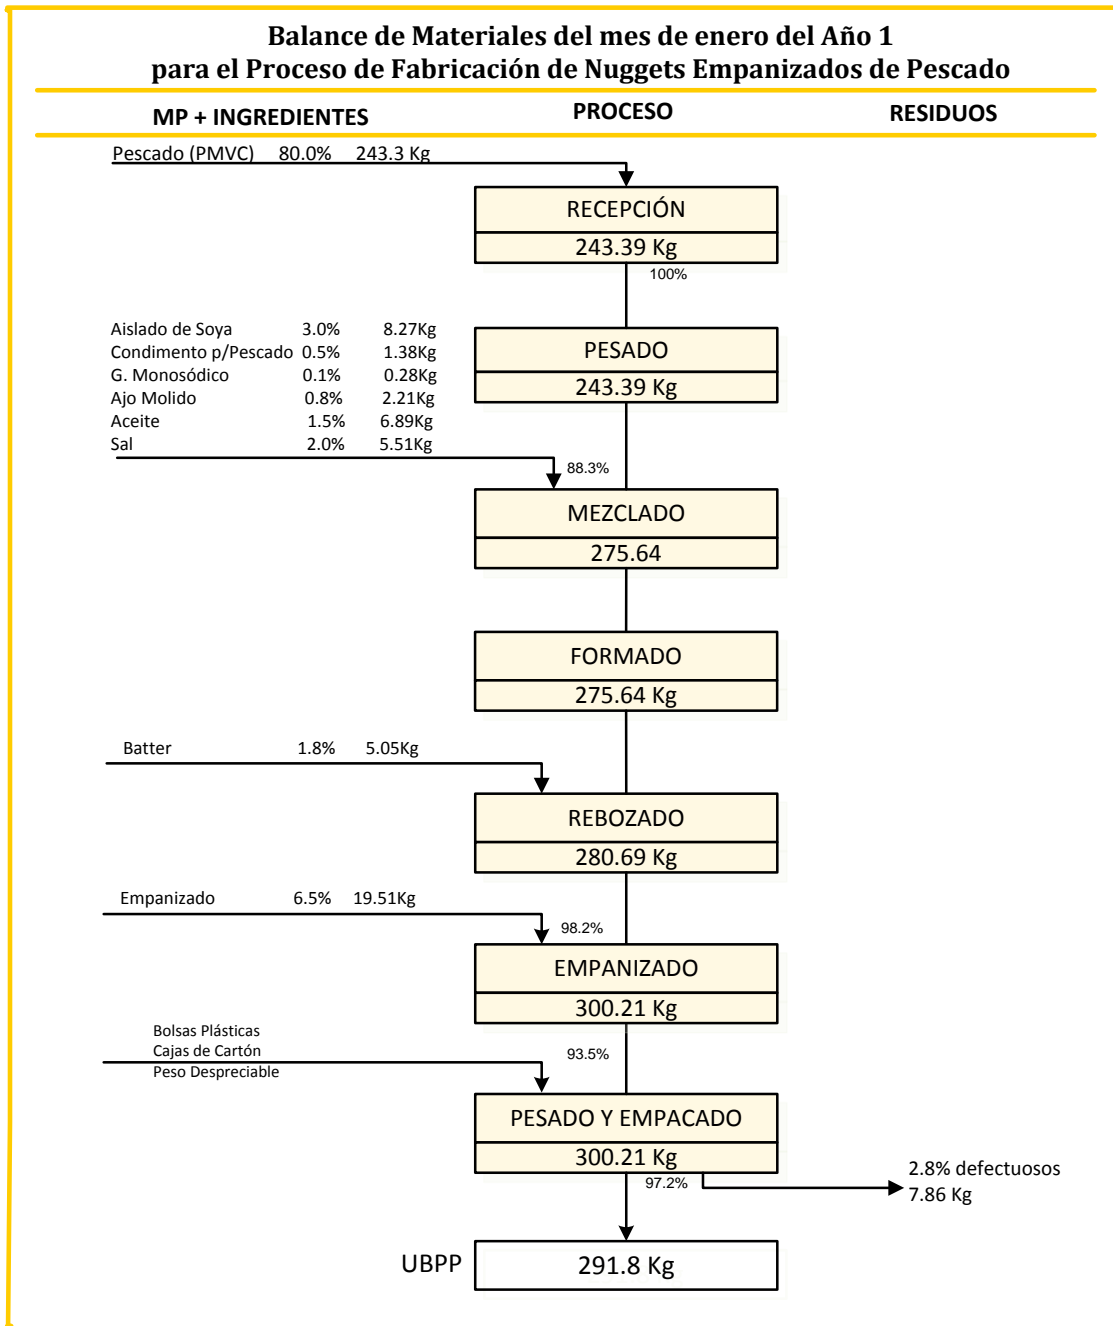 Balance de Materiales del mes de enero del Año 1
para el Proceso de Fabricación de Nuggets Empanizados de Pescado
MP + INGREDIENTES PROCESO RESIDUOS
Pescado (PMVC) 80.0% 243.3 Kg
RECEPCIÓN
243.39 Kg
100%
Aislado de Soya 3.0% 8.27Kg
Condimento p/Pescado 0.5% 1.38Kg
G. Monosódico 0.1% 0.28Kg
Ajo Molido 0.8% 2.21Kg
Aceite 1.5% 6.89Kg
Sal 2.0% 5.51Kg
PESADO
243.39 Kg
88.3%
MEZCLADO
275.64
FORMADO
275.64 Kg
Batter 1.8% 5.05Kg
REBOZADO
280.69 Kg
Empanizado 6.5% 19.51Kg
98.2%
EMPANIZADO
300.21 Kg
Bolsas Plásticas
Cajas de Cartón
Peso Despreciable
93.5%
PESADO Y EMPACADO
300.21 Kg
97.2%
2.8% defectuosos
7.86 Kg
UBPP 291.8 Kg